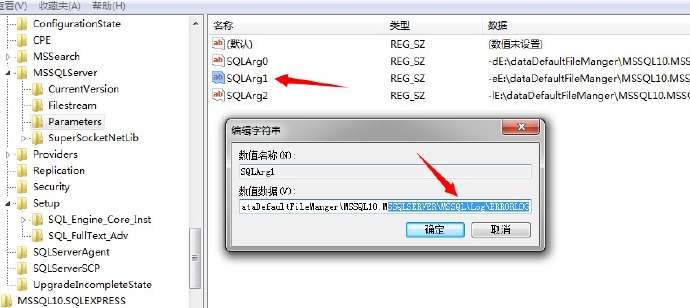 查看(V) 收藏夹(A) 帮助(H)
ConfigurationState
CPE
MSSearch
MSSQLServer
CurrentVersion
Filestream
Parameters
SuperSocketNetLib
Providers
Replication
Security
Setup
SQL_Engine_Core_Inst
SQL_FullText_Adv
SQLServerAgent
SQLServerSCP
UpgradeIncompleteState
MSSQL10.SQLEXPRESS
名称 类型 数据
(默认) REG_SZ (数值未设置)
SQLArg0 REG_SZ -dE:\dataDefaultFileManger\MSSQL10.MSS
SQLArg1 REG_SZ -eE:\dataDefaultFileManger\MSSQL10.MSS
SQLArg2 REG_SZ -lE:\dataDefaultFileManger\MSSQL10.MSS
编辑字符串
数值名称(N):
SQLArg1
数值数据(V):
ataDefaultFileManger\MSSQL10.MSSQLSERVER\MSSQL\Log\ERRORLOG
确定 取消